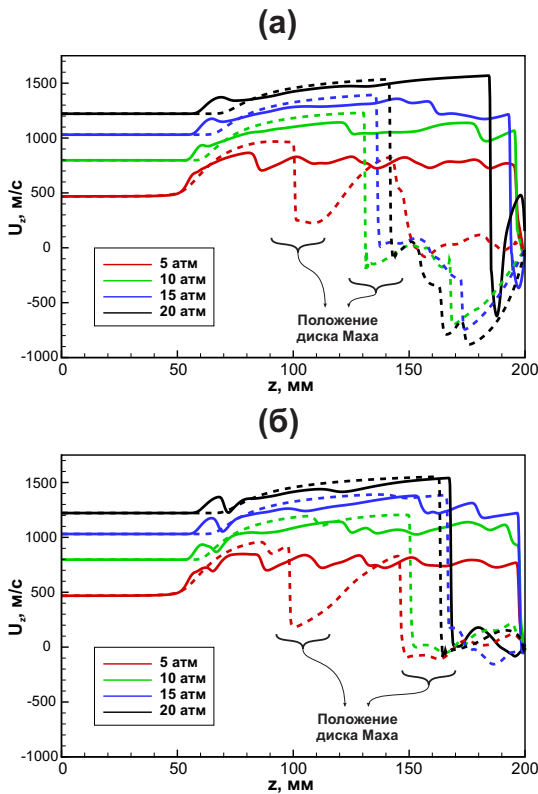 (а)
1500
1000
500
0
-500
-1000
U_z, м/с
5 атм
10 атм
15 атм
20 атм
Положение
диска Маха
0
50
100
150
200
z, мм
(б)
1500
1000
500
0
-500
-1000
U_z, м/с
5 атм
10 атм
15 атм
20 атм
Положение
диска Маха
0
50
100
150
200
z, мм